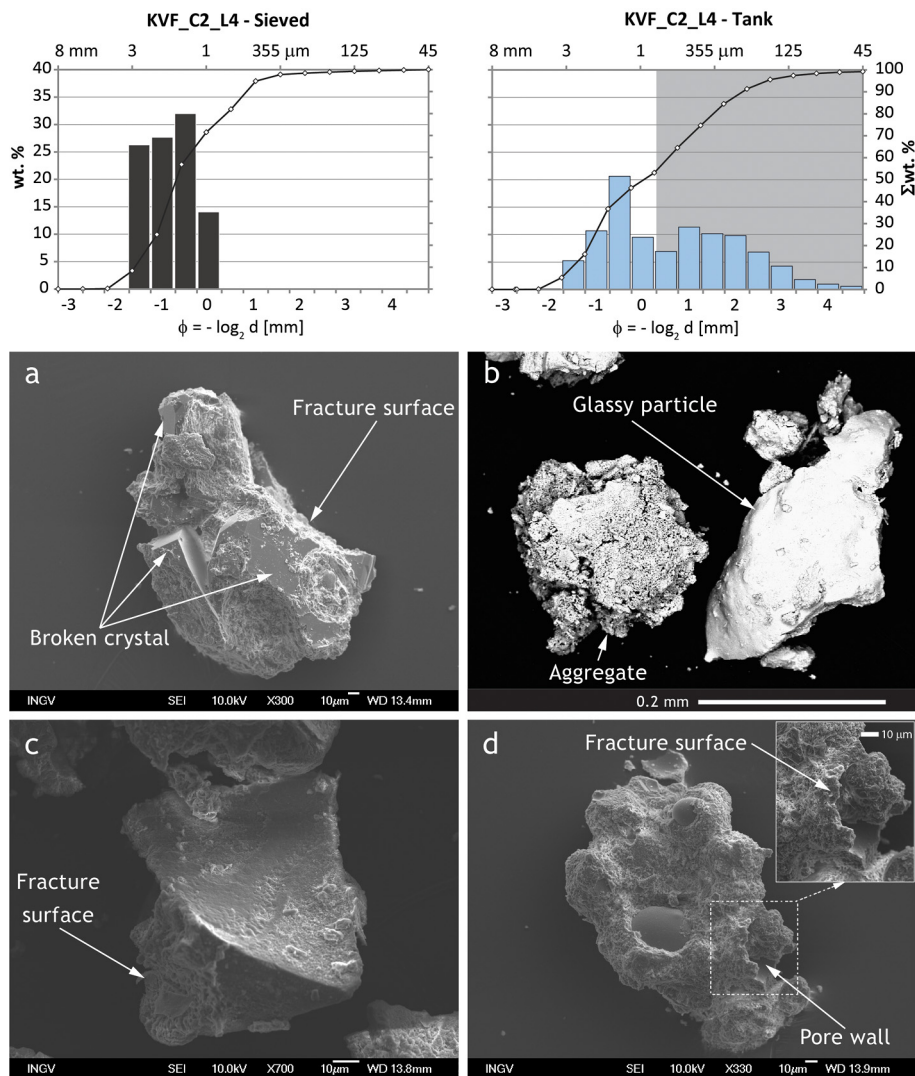 KVF_C2_L4 - Sieved
8 mm 3 1 355 μm 125 45
40
35
30
25
20
15
10
5
0
wt. %
-3 -2 -1 0 1 2 3 4
ϕ = - log2 d [mm]
KVF_C2_L4 - Tank
8 mm 3 1 355 μm 125 45
100
90
80
70
60
50
40
30
20
10
0
Σwt. %
-3 -2 -1 0 1 2 3 4
ϕ = - log2 d [mm]
a
Fracture surface
Broken crystal
INGV SEI 10.0kV X300 10μm WD 13.4mm
b
Glassy particle
Aggregate
0.2 mm
c
Fracture
surface
INGV SEI 10.0kV X700 10μm WD 13.8mm
d
Fracture surface
10 μm
Pore wall
INGV SEI 10.0kV X330 10μm WD 13.9mm